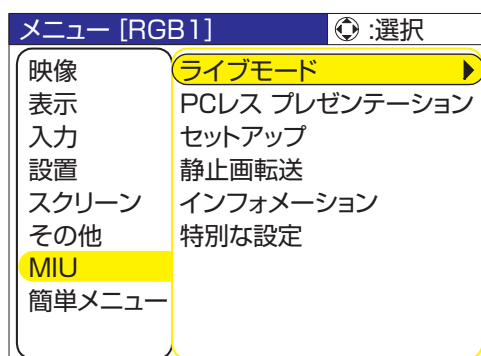 メニュー [RGB1] :選択
映像
表示
入力
設置
スクリーン
その他
MIU
簡単メニュー
ライブモード
PCレス プレゼンテーション
セットアップ
静止画転送
インフォメーション
特別な設定